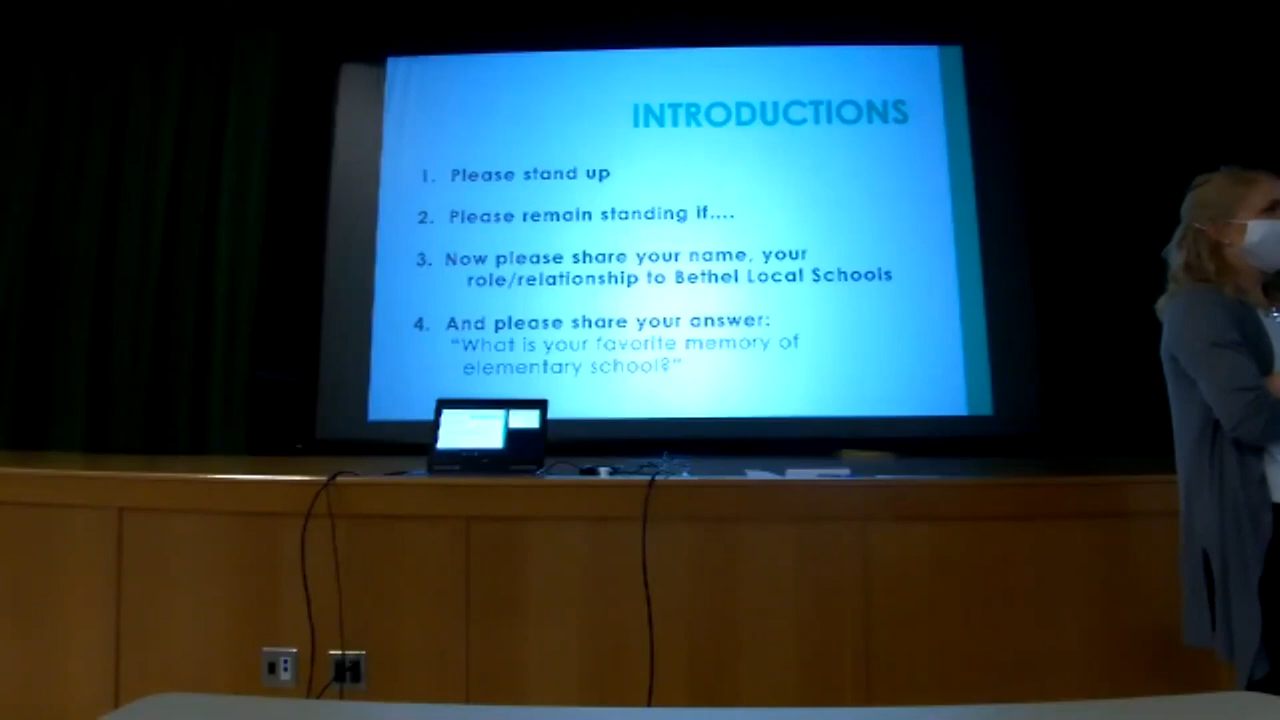 INTRODUCTIONS
1. Please stand up
2. Please remain standing if....
3. Now please share your name, your
role/relationship to Bethel Local Schools
4. And please share your answer:
"What is your favorite memory of
elementary school?"